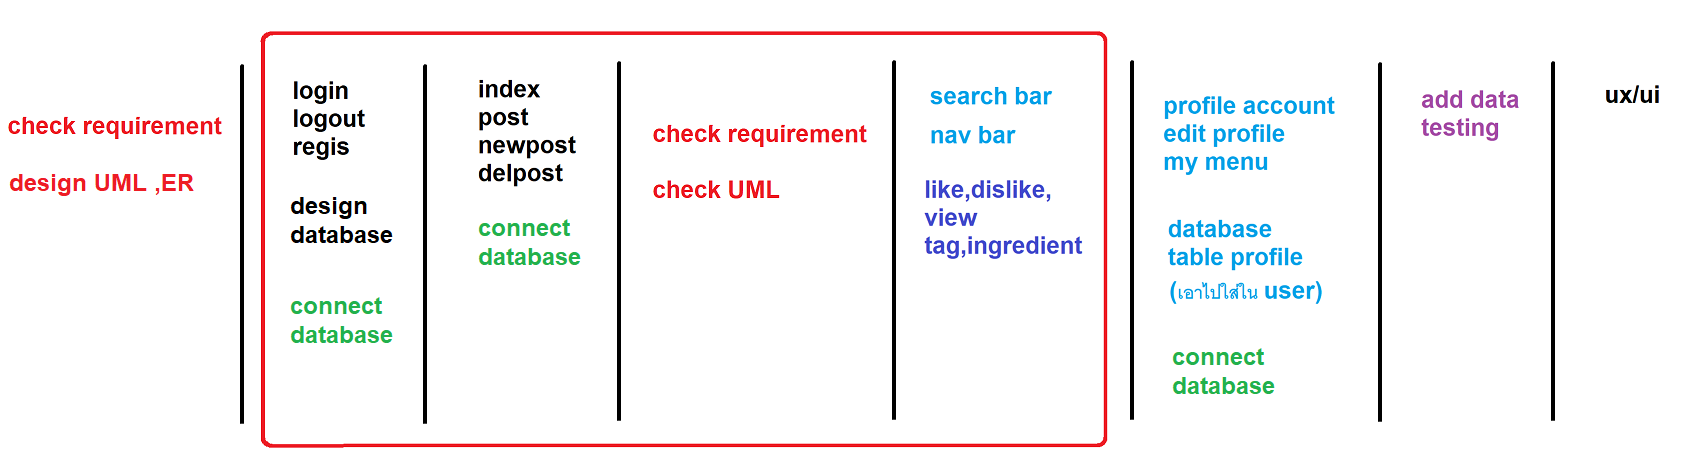 check requirement
design UML ,ER
login
logout
regis
design
database
connect
database
index
post
newpost
delpost
connect
database
check requirement
check UML
search bar
nav bar
like,dislike,
view
tag,ingredient
profile account
edit profile
my menu
database
table profile
(เอาไปใส่ใน user)
connect
database
add data
testing
ux/ui